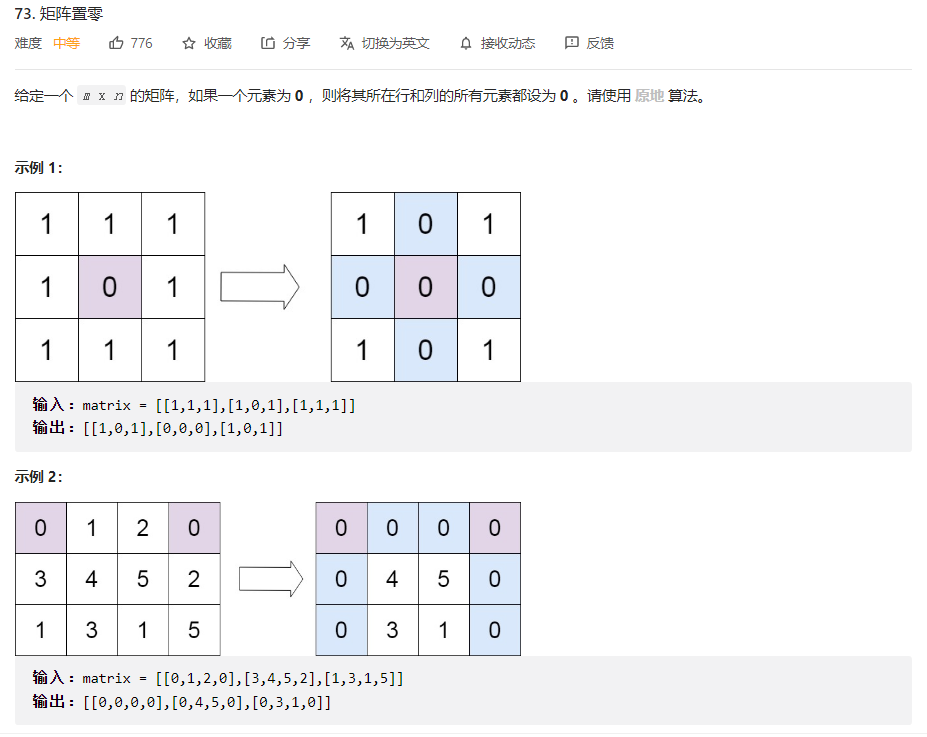 73. 矩阵置零
难度 中等 776 收藏 分享 切换为英文 接收动态 反馈
给定一个 m x n 的矩阵，如果一个元素为 0 ，则将其所在行和列的所有元素都设为 0 。请使用 原地 算法。
示例 1：
1 1 1 1 0 1
1 0 1 0 0 0
1 1 1 1 0 1
输入：matrix = [[1,1,1],[1,0,1],[1,1,1]]
输出：[[1,0,1],[0,0,0],[1,0,1]]
示例 2：
0 1 2 0 0 0 0 0
3 4 5 2 0 4 5 0
1 3 1 5 0 3 1 0
输入：matrix = [[0,1,2,0],[3,4,5,2],[1,3,1,5]]
输出：[[0,0,0,0],[0,4,5,0],[0,3,1,0]]